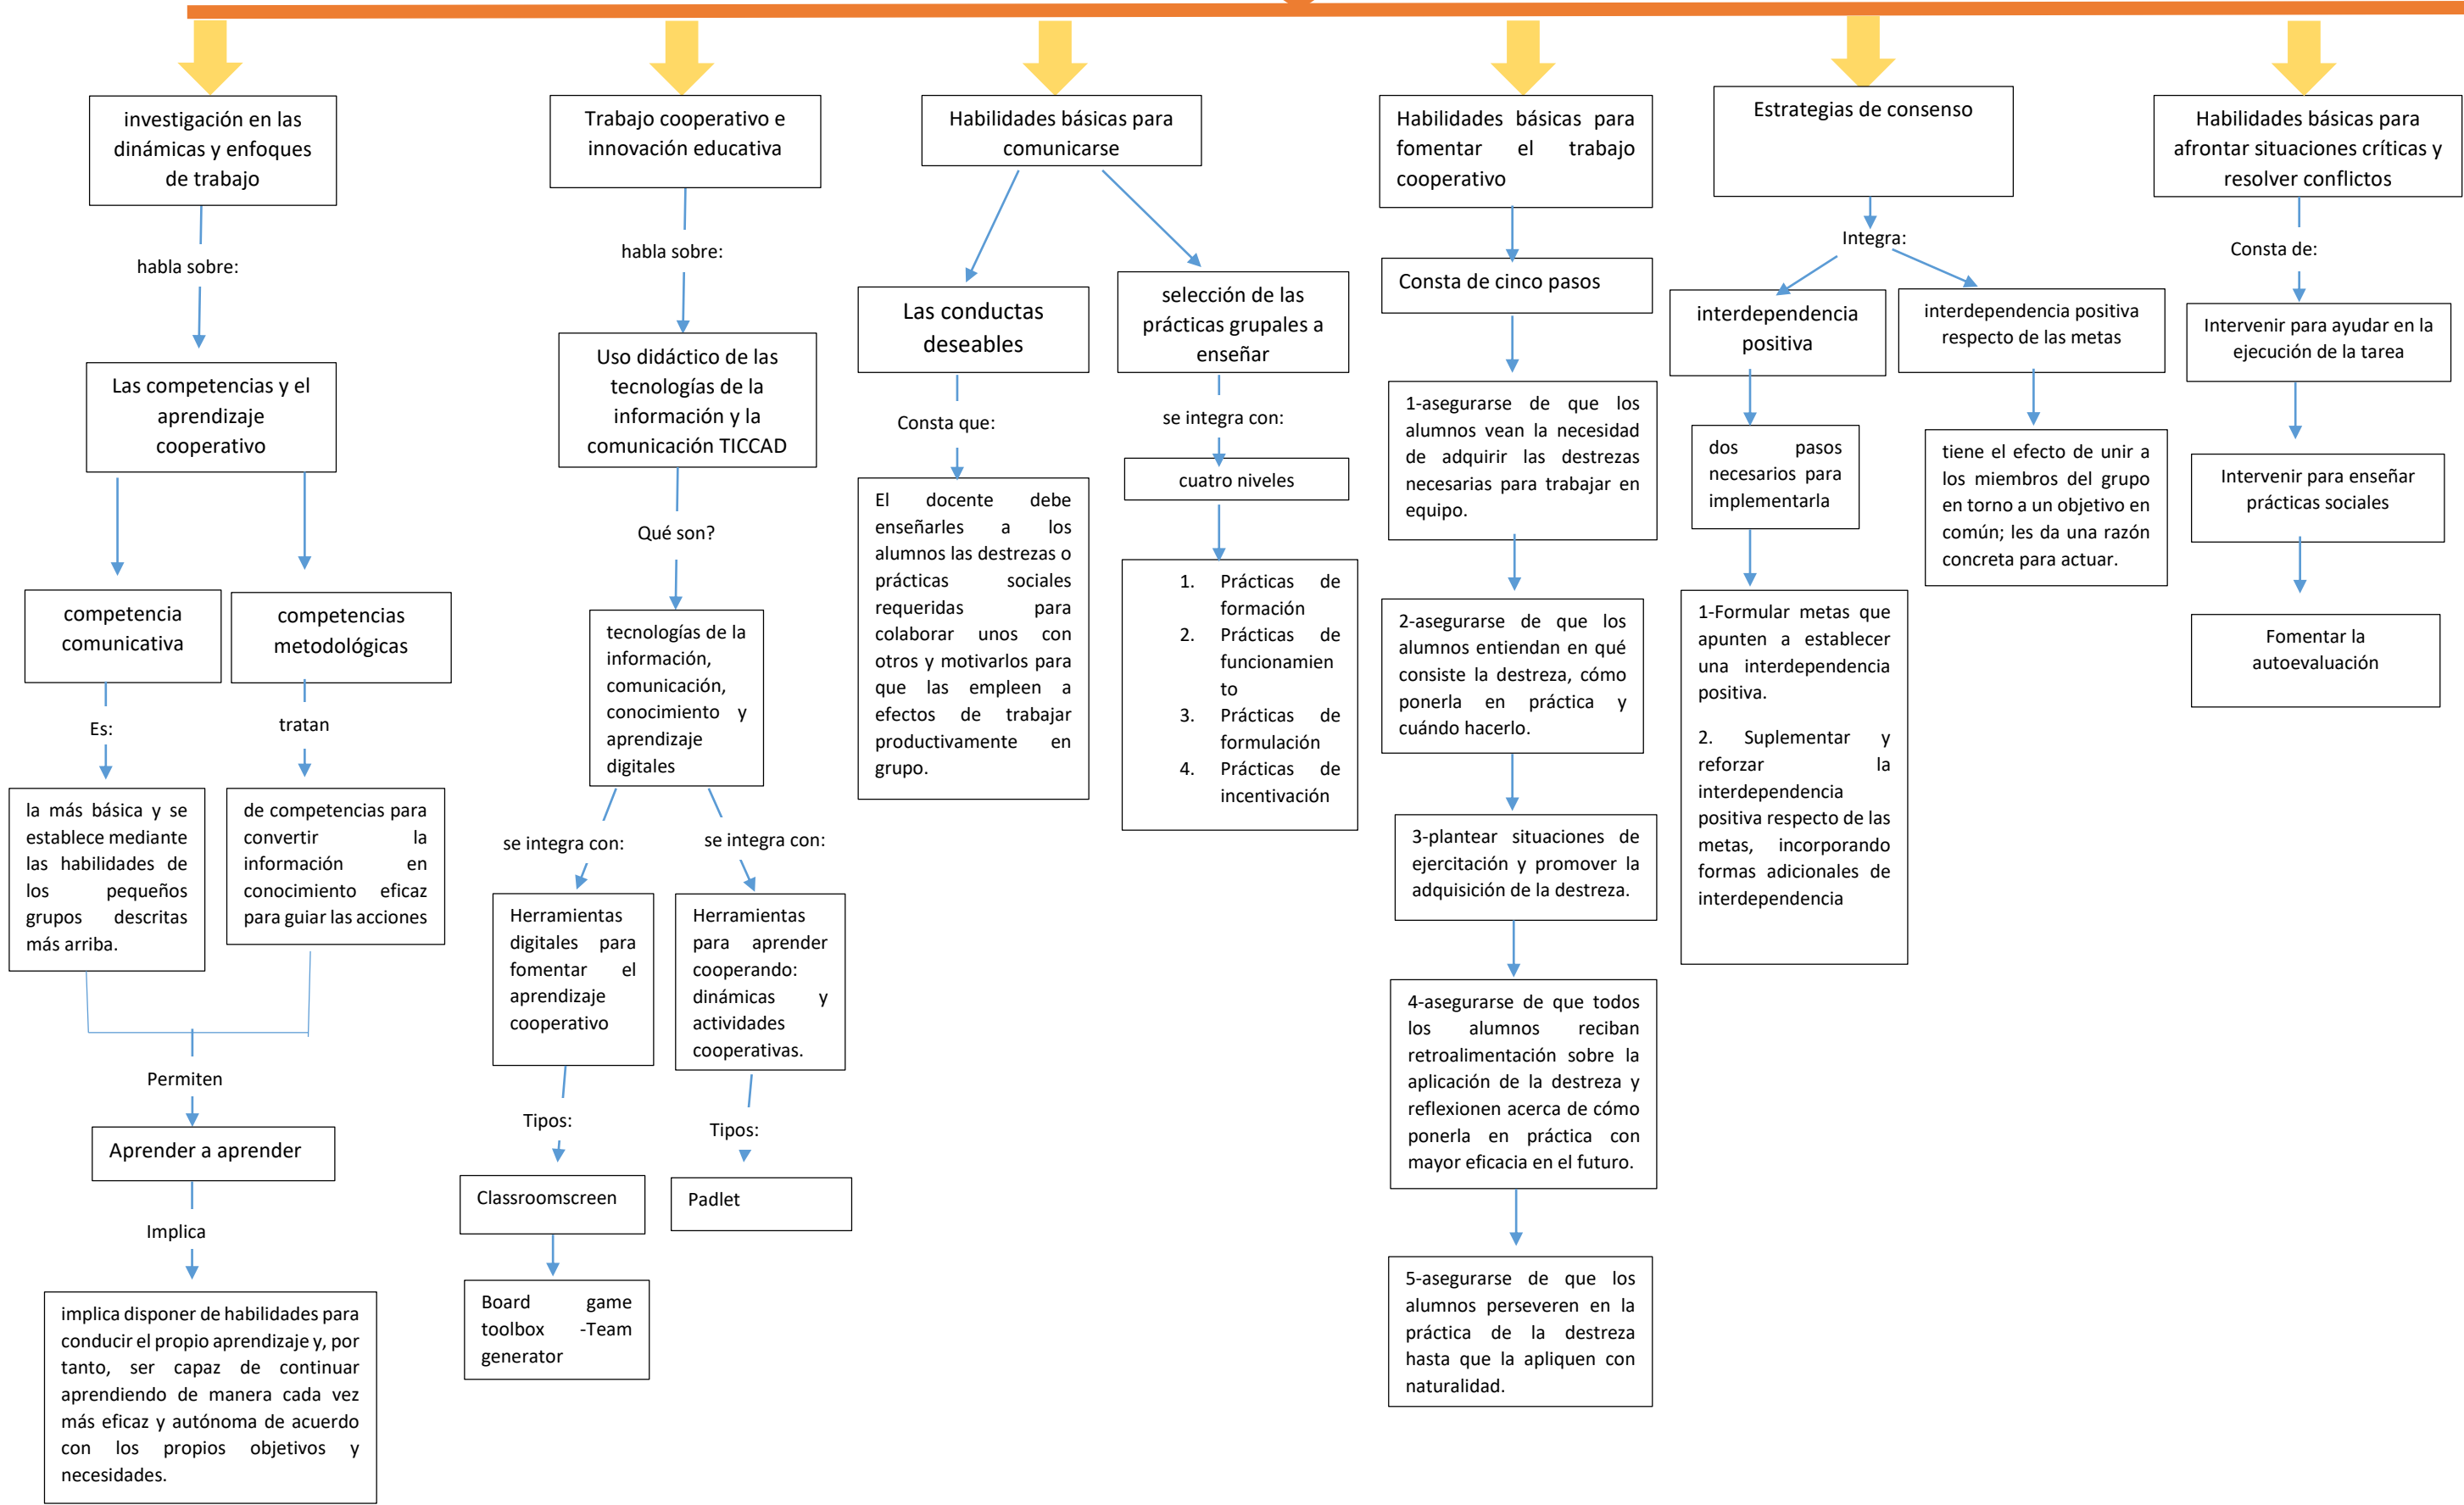 investigación en las
dinámicas y enfoques
de trabajo
habla sobre:
Las competencias y el
aprendizaje
cooperativo
competencia
comunicativa
Es:
la más básica y se
establece mediante
las habilidades de
los pequeños
grupos descritas
más arriba.
competencias
metodológicas
tratan
de competencias para
convertir la
información en
conocimiento eficaz
para guiar las acciones
Permiten
Aprender a aprender
Implica
implica disponer de habilidades para
conducir el propio aprendizaje y, por
tanto, ser capaz de continuar
aprendiendo de manera cada vez
más eficaz y autónoma de acuerdo
con los propios objetivos y
necesidades.
Trabajo cooperativo e
innovación educativa
habla sobre:
Uso didáctico de las
tecnologías de la
información y la
comunicación TICCAD
Qué son?
tecnologías de la
información,
comunicación,
conocimiento y
aprendizaje
digitales
se integra con:
Herramientas
digitales para
fomentar el
aprendizaje
cooperativo
Tipos:
Classroomscreen
Board game
toolbox -Team
generator
se integra con:
Herramientas
para aprender
cooperando:
dinámicas y
actividades
cooperativas.
Tipos:
Padlet
Habilidades básicas para
comunicarse
Las conductas
deseables
Consta que:
El docente debe
enseñarles a los
alumnos las destrezas o
prácticas sociales
requeridas para
colaborar unos con
otros y motivarlos para
que las empleen a
efectos de trabajar
productivamente en
grupo.
selección de las
prácticas grupales a
enseñar
se integra con:
cuatro niveles
1. Prácticas de
formación
2. Prácticas de
funcionamien
to
3. Prácticas de
formulación
4. Prácticas de
incentivación
Habilidades básicas para
fomentar el trabajo
cooperativo
Consta de cinco pasos
1-asegurarse de que los
alumnos vean la necesidad
de adquirir las destrezas
necesarias para trabajar en
equipo.
2-asegurarse de que los
alumnos entiendan en qué
consiste la destreza, cómo
ponerla en práctica y
cuándo hacerlo.
3-plantear situaciones de
ejercitación y promover la
adquisición de la destreza.
4-asegurarse de que todos
los alumnos reciban
retroalimentación sobre la
aplicación de la destreza y
reflexionen acerca de cómo
ponerla en práctica con
mayor eficacia en el futuro.
5-asegurarse de que los
alumnos perseveren en la
práctica de la destreza
hasta que la apliquen con
naturalidad.
Estrategias de consenso
Integra:
interdependencia
positiva
dos pasos
necesarios para
implementarla
1-Formular metas que
apunten a establecer
una interdependencia
positiva.
2. Suplementar y
reforzar la
interdependencia
positiva respecto de las
metas, incorporando
formas adicionales de
interdependencia
interdependencia positiva
respecto de las metas
tiene el efecto de unir a
los miembros del grupo
en torno a un objetivo en
común; les da una razón
concreta para actuar.
Habilidades básicas para
afrontar situaciones críticas y
resolver conflictos
Consta de:
Intervenir para ayudar en la
ejecución de la tarea
Intervenir para enseñar
prácticas sociales
Fomentar la
autoevaluación